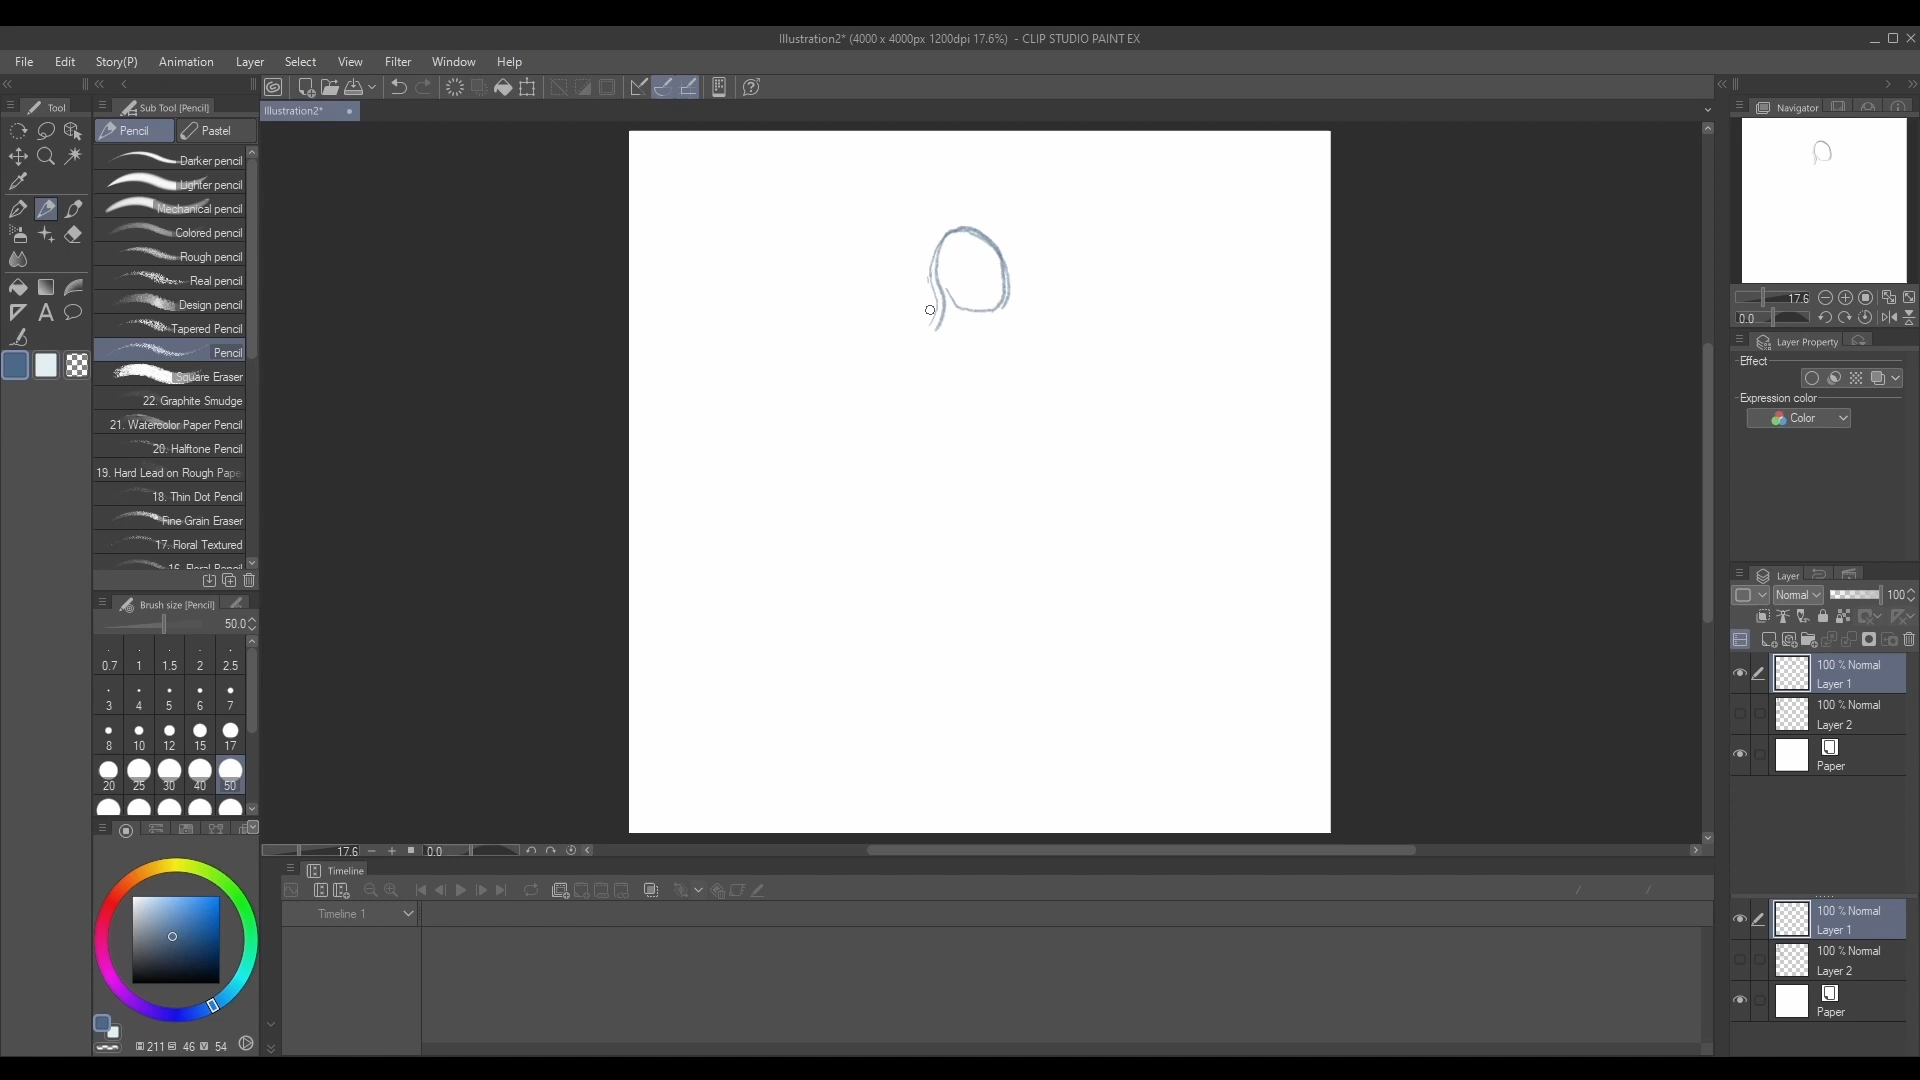 Illustration2* (4000 x 4000px 1200dpi 17.6%) - CLIP STUDIO PAINT EX
File Edit Story(P) Animation Layer Select View Filter Window Help
Tool
Sub Tool [Pencil]
Illustration2*
Navigator
Pencil
Pastel
Darker pencil
Lighter pencil
Mechanical pencil
Colored pencil
Rough pencil
Real pencil
Design pencil
Tapered Pencil
Pencil
Square Eraser
22. Graphite Smudge
21. Watercolor Paper Pencil
20. Halftone Pencil
19. Hard Lead on Rough Pape
18. Thin Dot Pencil
Fine Grain Eraser
17. Floral Textured
16. Floral Pencil
Brush size [Pencil]
50.0
0.7 1 1.5 2 2.5
3 4 5 6 7
8 10 12 15 17
20 25 30 40 50
211 46 54
17.6
0.0
Timeline
Timeline 1
17.6
0.0
Layer Property
Effect
Expression color
Color
Layer
Normal
100
100 % Normal
Layer 1
100 % Normal
Layer 2
Paper
100 % Normal
Layer 1
100 % Normal
Layer 2
Paper